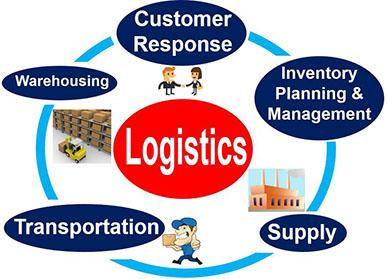 Customer
Response
Warehousing
Inventory
Planning &
Management
Logistics
Transportation
Supply